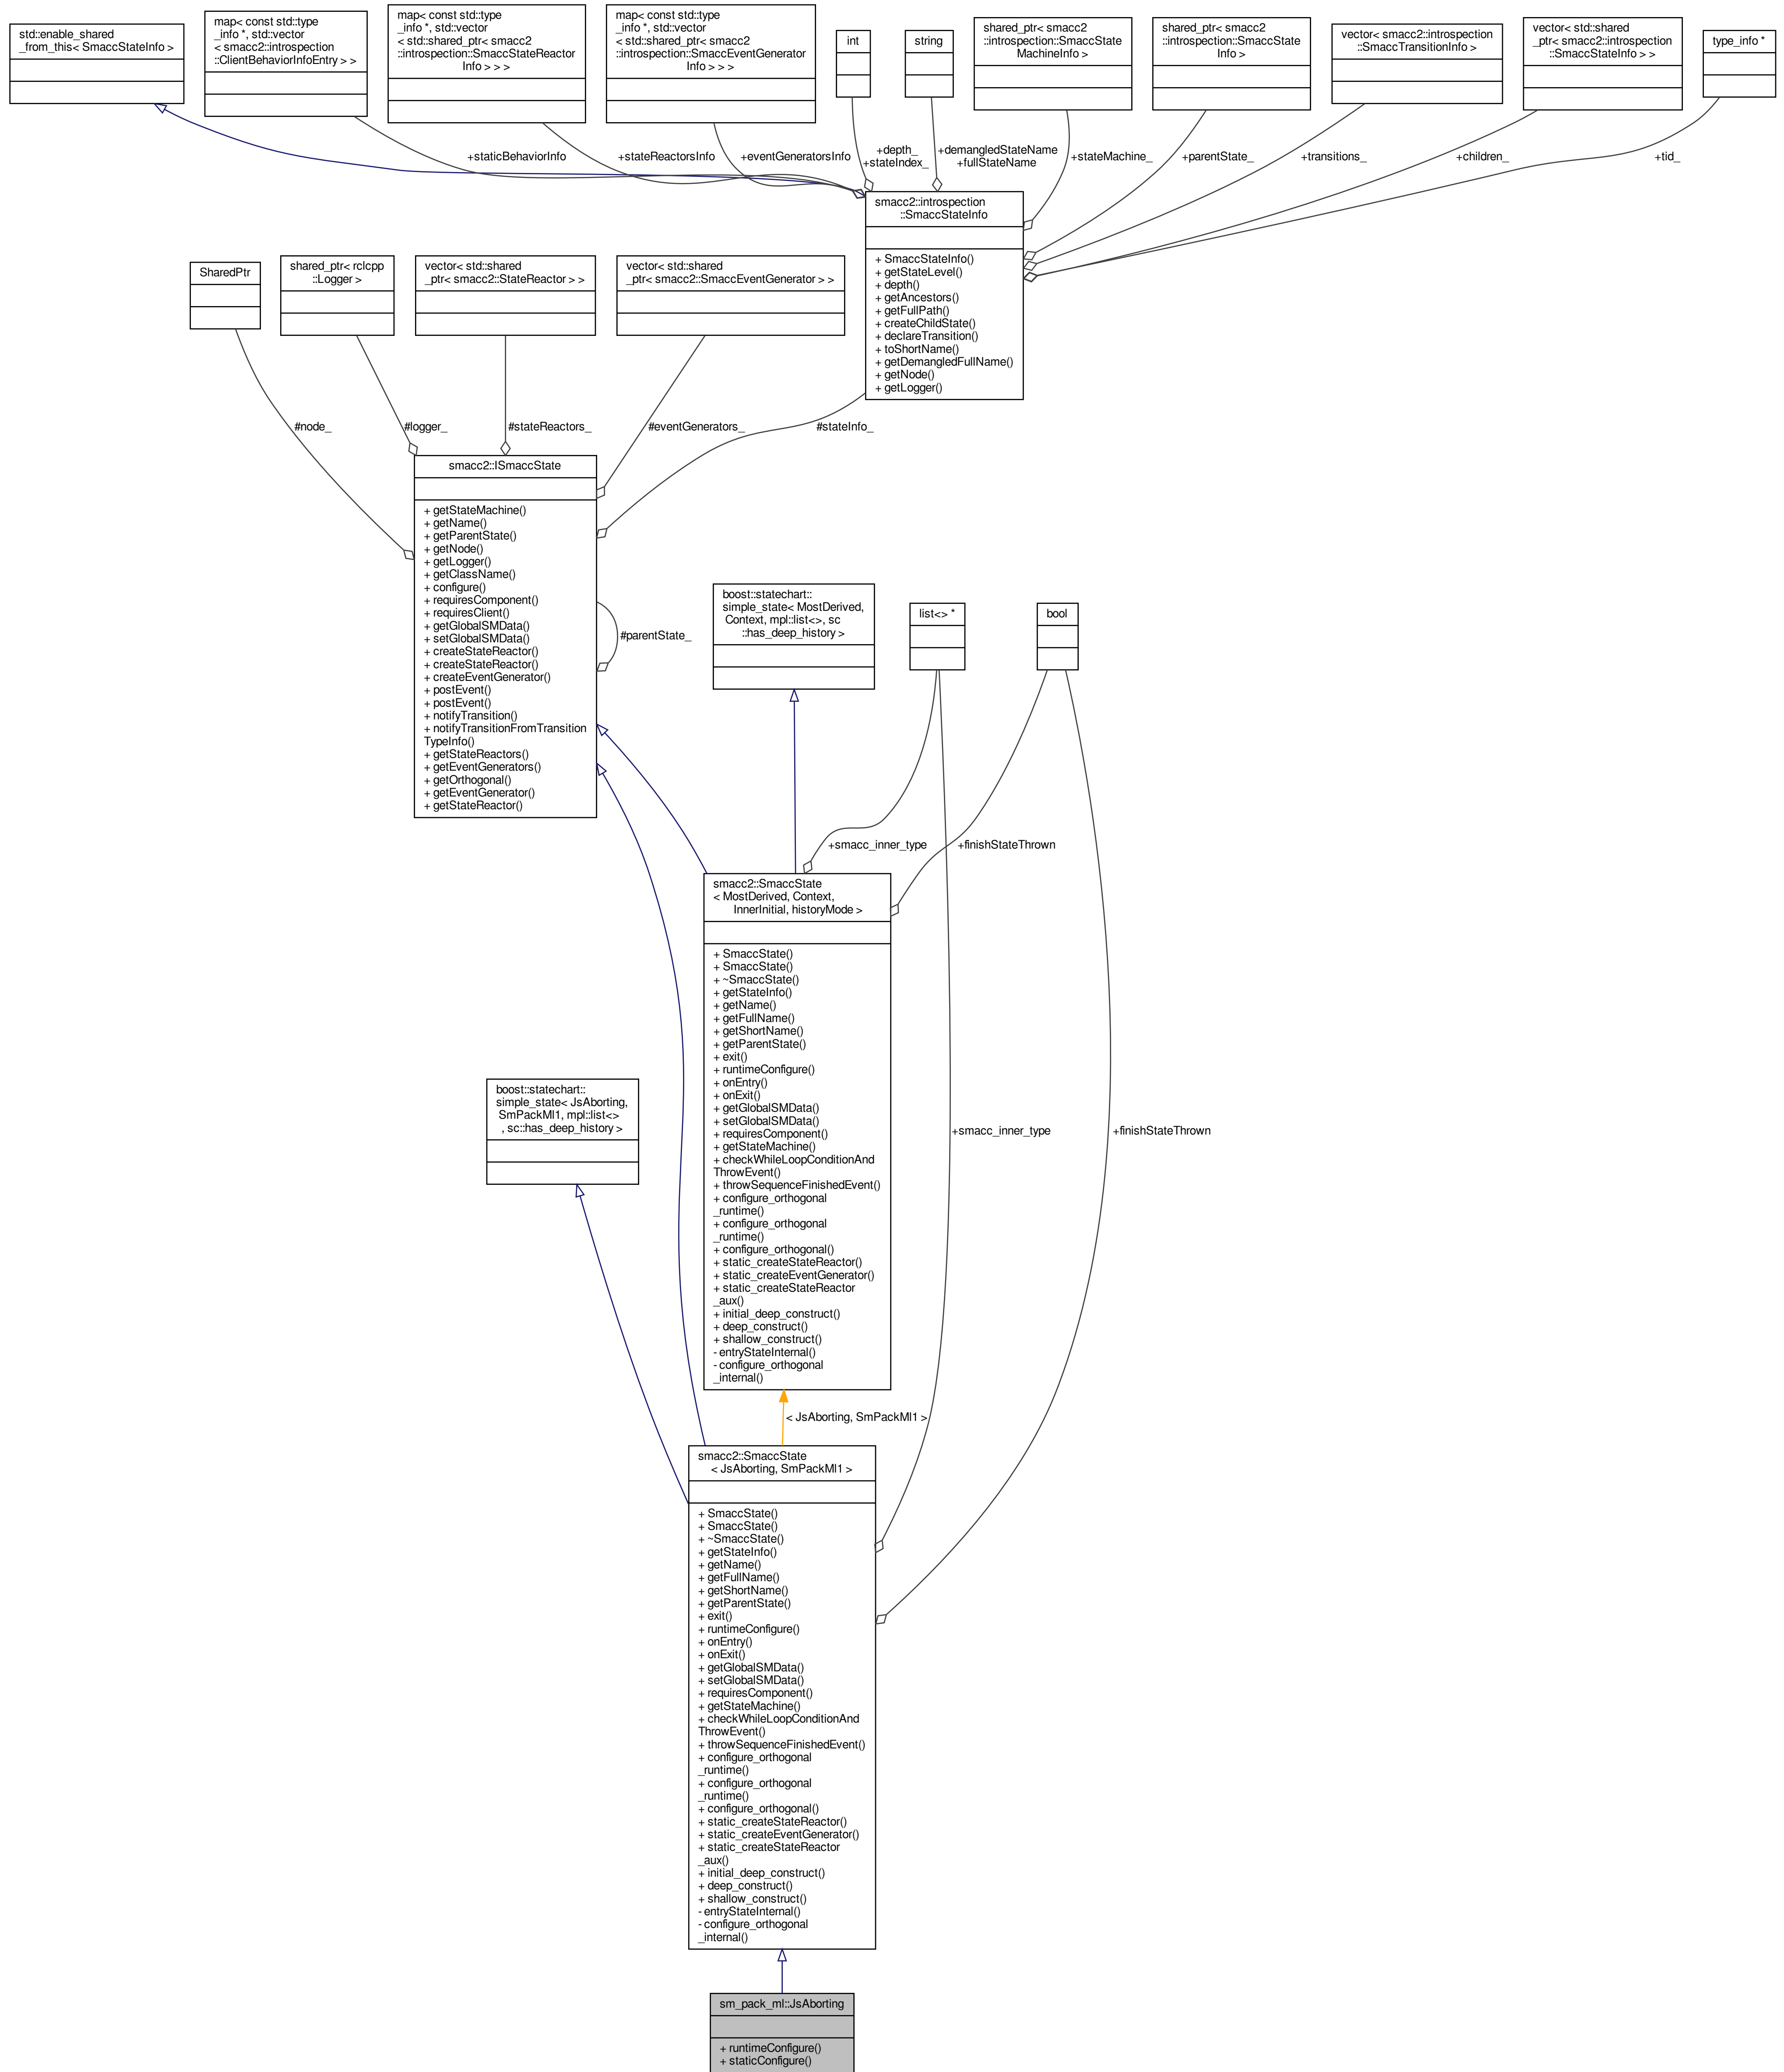 std::enable_shared
_from_this< SmaccStateInfo >
map< const std::type
_info *, std::vector
< smacc2::introspection
::ClientBehaviorInfoEntry > >
map< const std::type
_info *, std::vector
< std::shared_ptr< smacc2
::introspection::SmaccStateReactor
Info > > >
map< const std::type
_info *, std::vector
< std::shared_ptr< smacc2
::introspection::SmaccEventGenerator
Info > > >
int
string
shared_ptr< smacc2
::introspection::SmaccState
MachineInfo >
shared_ptr< smacc2
::introspection::SmaccState
Info >
vector< smacc2::introspection
::SmaccTransitionInfo >
vector< std::shared
_ptr< smacc2::introspection
::SmaccStateInfo > >
type_info *
+staticBehaviorInfo
+stateReactorsInfo
+eventGeneratorsInfo
+depth_
+stateIndex_
+demangledStateName
+fullStateName
+stateMachine_
+parentState_
+transitions_
+children_
+tid_
smacc2::introspection
::SmaccStateInfo
+ SmaccStateInfo()
+ getStateLevel()
+ depth()
+ getAncestors()
+ getFullPath()
+ createChildState()
+ declareTransition()
+ toShortName()
+ getDemangledFullName()
+ getNode()
+ getLogger()
SharedPtr
shared_ptr< rclcpp
::Logger >
vector< std::shared
_ptr< smacc2::StateReactor > >
vector< std::shared
_ptr< smacc2::SmaccEventGenerator > >
#node_
#logger_
#stateReactors_
#eventGenerators_
#stateInfo_
smacc2::ISmaccState
+ getStateMachine()
+ getName()
+ getParentState()
+ getNode()
+ getLogger()
+ getClassName()
+ configure()
+ requiresComponent()
+ requiresClient()
+ getGlobalSMData()
+ setGlobalSMData()
+ createStateReactor()
+ createStateReactor()
+ createEventGenerator()
+ postEvent()
+ postEvent()
+ notifyTransition()
+ notifyTransitionFromTransition
TypeInfo()
+ getStateReactors()
+ getEventGenerators()
+ getOrthogonal()
+ getEventGenerator()
+ getStateReactor()
#parentState_
boost::statechart::
simple_state< MostDerived,
Context, mpl::list<>, sc
::has_deep_history >
list<> *
bool
+smacc_inner_type
+finishStateThrown
smacc2::SmaccState
< MostDerived, Context,
InnerInitial, historyMode >
+ SmaccState()
+ SmaccState()
+ ~SmaccState()
+ getStateInfo()
+ getName()
+ getFullName()
+ getShortName()
+ getParentState()
+ exit()
+ runtimeConfigure()
+ onEntry()
+ onExit()
+ getGlobalSMData()
+ setGlobalSMData()
+ requiresComponent()
+ getStateMachine()
+ checkWhileLoopConditionAnd
ThrowEvent()
+ throwSequenceFinishedEvent()
+ configure_orthogonal
_runtime()
+ configure_orthogonal
_runtime()
+ configure_orthogonal()
+ static_createStateReactor()
+ static_createEventGenerator()
+ static_createStateReactor
_aux()
+ initial_deep_construct()
+ deep_construct()
+ shallow_construct()
- entryStateInternal()
- configure_orthogonal
_internal()
boost::statechart::
simple_state< JsAborting,
SmPackMl1, mpl::list<>
, sc::has_deep_history >
+smacc_inner_type
+finishStateThrown
< JsAborting, SmPackMl1 >
smacc2::SmaccState
< JsAborting, SmPackMl1 >
+ SmaccState()
+ SmaccState()
+ ~SmaccState()
+ getStateInfo()
+ getName()
+ getFullName()
+ getShortName()
+ getParentState()
+ exit()
+ runtimeConfigure()
+ onEntry()
+ onExit()
+ getGlobalSMData()
+ setGlobalSMData()
+ requiresComponent()
+ getStateMachine()
+ checkWhileLoopConditionAnd
ThrowEvent()
+ throwSequenceFinishedEvent()
+ configure_orthogonal
_runtime()
+ configure_orthogonal
_runtime()
+ configure_orthogonal()
+ static_createStateReactor()
+ static_createEventGenerator()
+ static_createStateReactor
_aux()
+ initial_deep_construct()
+ deep_construct()
+ shallow_construct()
- entryStateInternal()
- configure_orthogonal
_internal()
sm_pack_ml::JsAborting
+ runtimeConfigure()
+ staticConfigure()